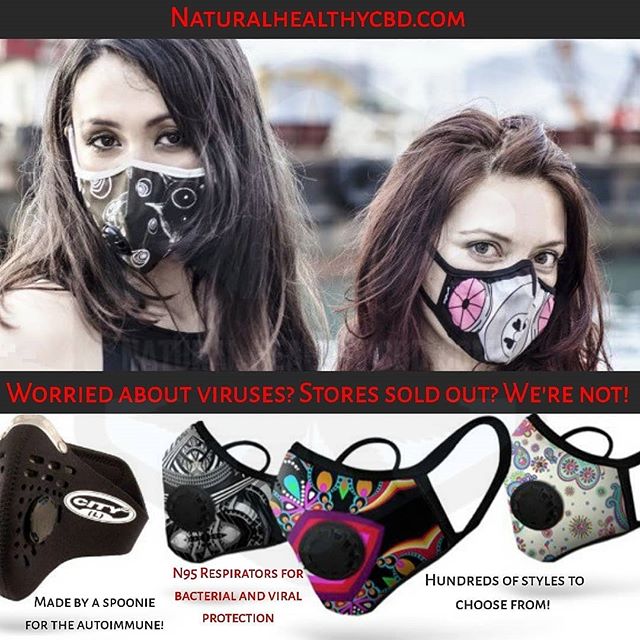 Naturalhealthycbd.com
Worried about viruses? Stores sold out? We're not!
CITY
(L)
Made by a spoonie
for the autoimmune!
N95 Respirators for
bacterial and viral
protection
Hundreds of styles to
choose from!